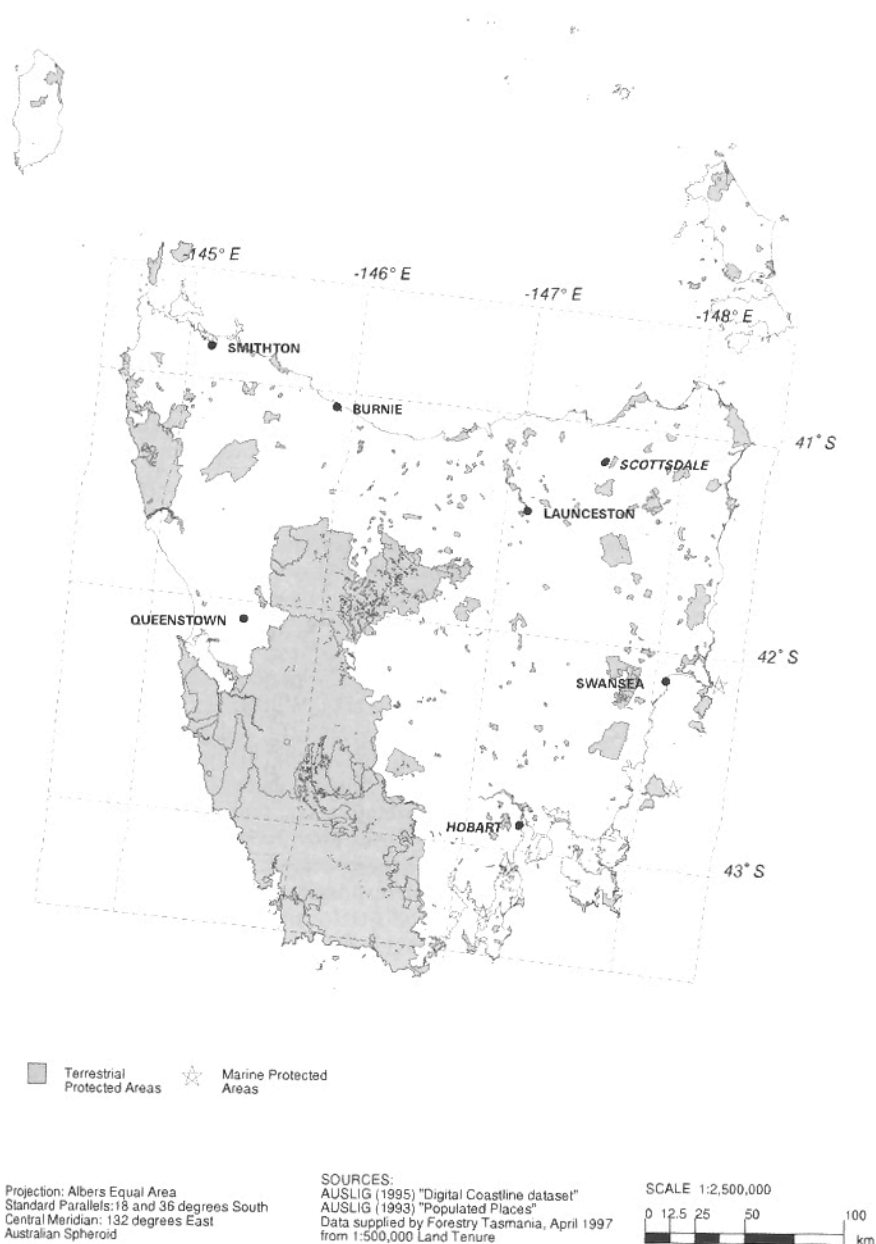 -145° E
-146° E
-147° E
-148° E
SMITHTON
BURNIE
41° S
SCOTTSDALE
LAUNCESTON
QUEENSTOWN
42° S
SWANSEA
HOBART
43° S
Terrestrial
Protected Areas
Marine Protected
Areas
Projection: Albers Equal Area
Standard Parallels:18 and 36 degrees South
Central Meridian: 132 degrees East
Australian Spheroid
SOURCES:
AUSLIG (1995) "Digital Coastline dataset"
AUSLIG (1993) "Populated Places"
Data supplied by Forestry Tasmania, April 1997
from 1:500,000 Land Tenure
SCALE 1:2,500,000
0 12.5 25 50 100
km